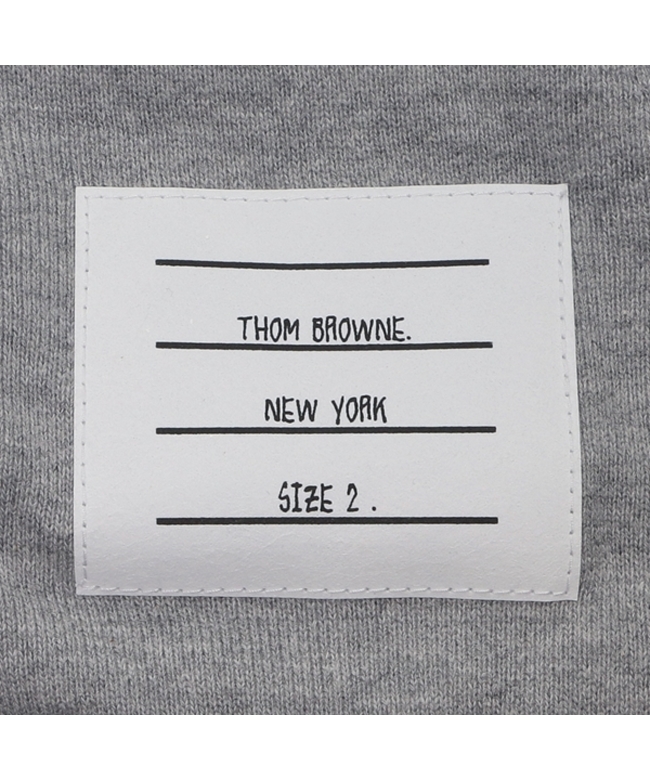 THOM BROWNE.
NEW YORK
SIZE 2 .